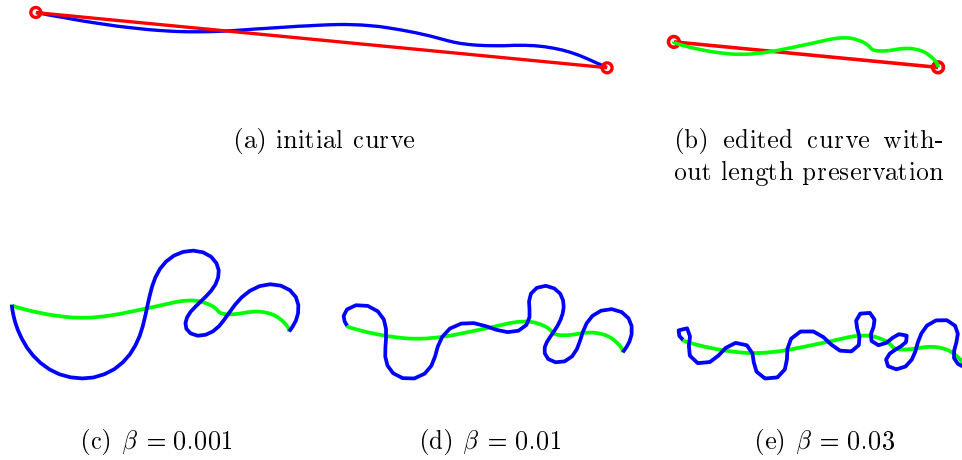 (a) initial curve
(b) edited curve with-
out length preservation
(c) β = 0.001
(d) β = 0.01
(e) β = 0.03